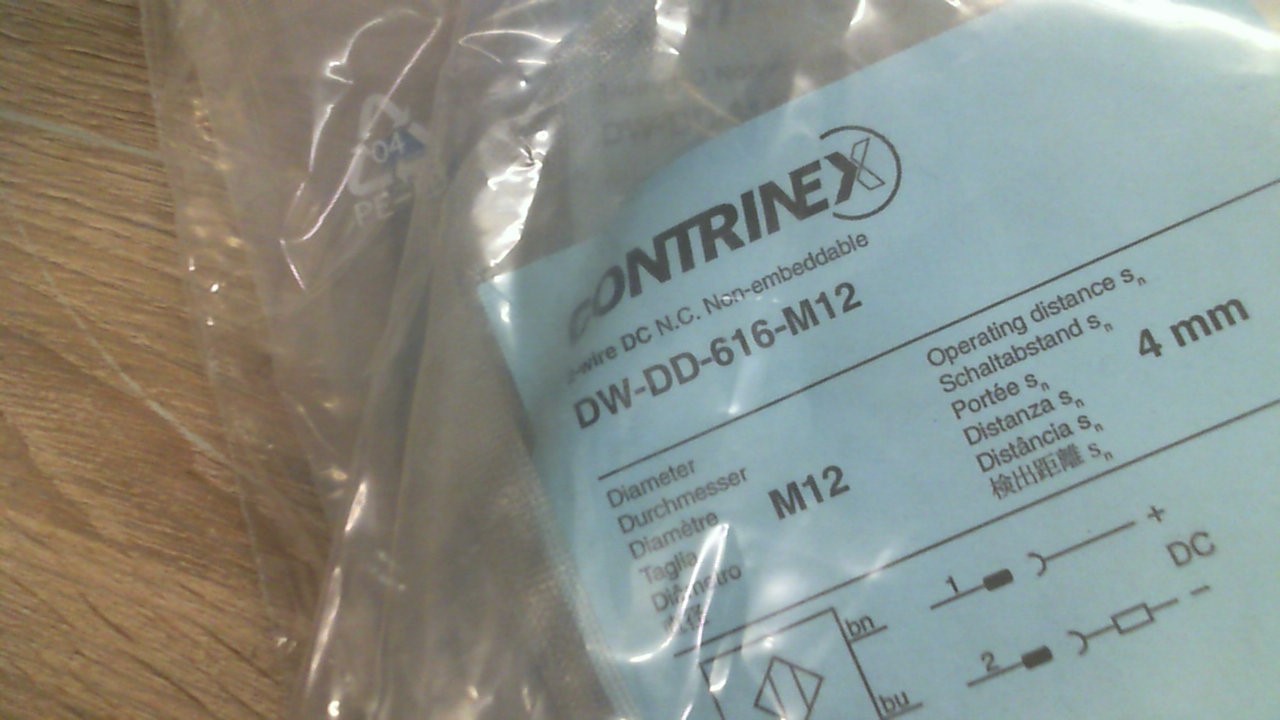 04
PE-
CONTRINEX
-wire DC N.C. Non-embeddable
DW-DD-616-M12
Operating distance sn
Schaltabstand sn
Portée sn
Distanza sn
Distância sn
検出距離 sn
4 mm
Diameter
Durchmesser
Diamètre
Taglia
Diâmetro
M12
1
+
DC
2
-
bn
bu